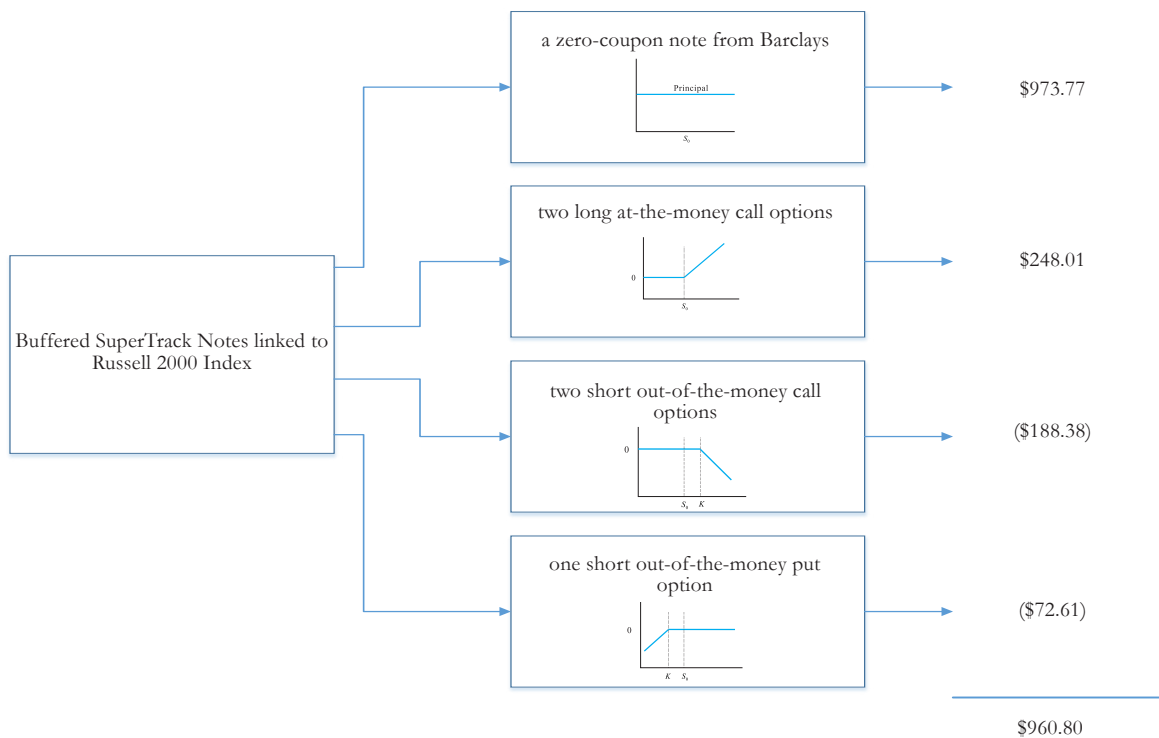 Buffered SuperTrack Notes linked to
Russell 2000 Index
a zero-coupon note from Barclays
Principal
S₀
$973.77
two long at-the-money call options
0
S₀
$248.01
two short out-of-the-money call
options
0
S₀ K
($188.38)
one short out-of-the-money put
option
0
K S₀
($72.61)
$960.80